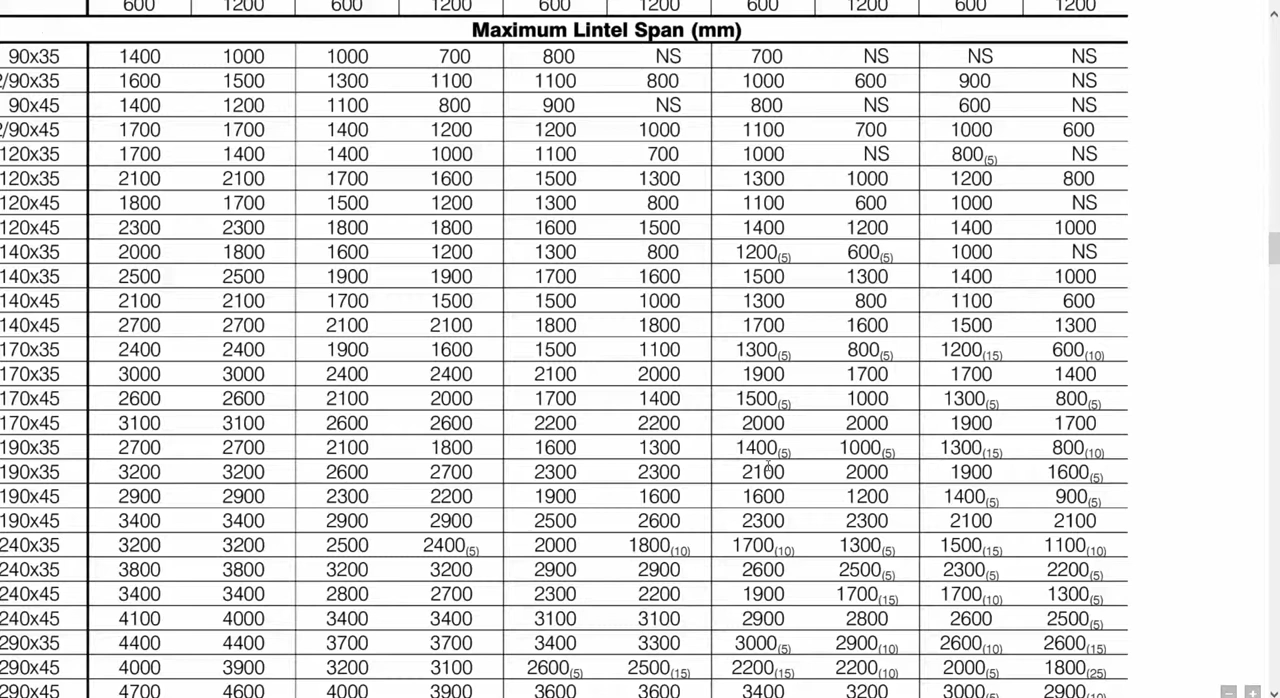 600 1200 600 1200 600 1200 600 1200 600 1200
Maximum Lintel Span (mm)
90x35 1400 1000 1000 700 800 NS 700 NS NS NS
2/90x35 1600 1500 1300 1100 1100 800 1000 600 900 NS
90x45 1400 1200 1100 800 900 NS 800 NS 600 NS
2/90x45 1700 1700 1400 1200 1200 1000 1100 700 1000 600
120x35 1700 1400 1400 1000 1100 700 1000 NS 800(5) NS
120x35 2100 2100 1700 1600 1500 1300 1300 1000 1200 800
120x45 1800 1700 1500 1200 1300 800 1100 600 1000 NS
120x45 2300 2300 1800 1800 1600 1500 1400 1200 1400 1000
140x35 2000 1800 1600 1200 1300 800 1200(5) 600(5) 1000 NS
140x35 2500 2500 1900 1900 1700 1600 1500 1300 1400 1000
140x45 2100 2100 1700 1500 1500 1000 1300 800 1100 600
140x45 2700 2700 2100 2100 1800 1800 1700 1600 1500 1300
170x35 2400 2400 1900 1600 1500 1100 1300(5) 800(5) 1200(15) 600(10)
170x35 3000 3000 2400 2400 2100 2000 1900 1700 1700 1400
170x45 2600 2600 2100 2000 1700 1400 1500(5) 1000 1300(5) 800(5)
170x45 3100 3100 2600 2600 2200 2200 2000 2000 1900 1700
190x35 2700 2700 2100 1800 1600 1300 1400(5) 1000(5) 1300(15) 800(10)
190x35 3200 3200 2600 2700 2300 2300 2100 2000 1900 1600(5)
190x45 2900 2900 2300 2200 1900 1600 1600 1200 1400(5) 900(5)
190x45 3400 3400 2900 2900 2500 2600 2300 2300 2100 2100
240x35 3200 3200 2500 2400(5) 2000 1800(10) 1700(10) 1300(5) 1500(15) 1100(10)
240x35 3800 3800 3200 3200 2900 2900 2600 2500(5) 2300(5) 2200(5)
240x45 3400 3400 2800 2700 2300 2200 1900 1700(15) 1700(10) 1300(5)
240x45 4100 4000 3400 3400 3100 3100 2900 2800 2600 2500(5)
290x35 4400 4400 3700 3700 3400 3300 3000(5) 2900(10) 2600(10) 2600(15)
290x45 4000 3900 3200 3100 2600(5) 2500(15) 2200(15) 2200(10) 2000(5) 1800(25)
290x45 4700 4600 4000 3900 3600 3600 3400 3200 3000(5) 2900(10)